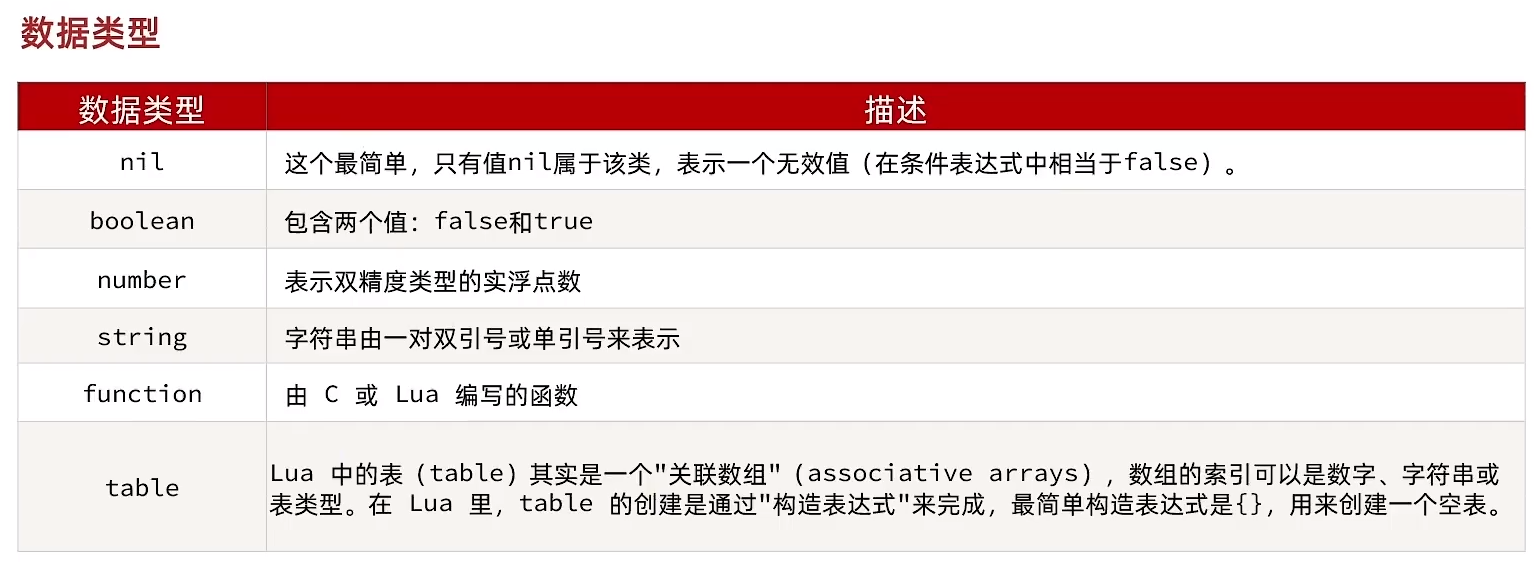 数据类型
数据类型 描述
nil 这个最简单，只有值nil属于该类，表示一个无效值（在条件表达式中相当于false）。
boolean 包含两个值：false和true
number 表示双精度类型的实浮点数
string 字符串由一对双引号或单引号来表示
function 由 C 或 Lua 编写的函数
table Lua 中的表（table）其实是一个"关联数组"（associative arrays），数组的索引可以是数字、字符串或
表类型。在 Lua 里，table 的创建是通过"构造表达式"来完成，最简单构造表达式是{}，用来创建一个空表。